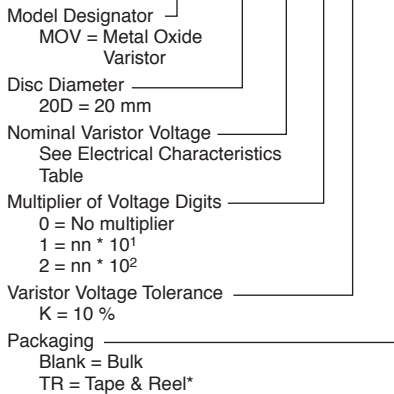 Model Designator
MOV = Metal Oxide
Varistor
Disc Diameter
20D = 20 mm
Nominal Varistor Voltage
See Electrical Characteristics
Table
Multiplier of Voltage Digits
0 = No multiplier
1 = nn * 10¹
2 = nn * 10²
Varistor Voltage Tolerance
K = 10 %
Packaging
Blank = Bulk
TR = Tape & Reel*